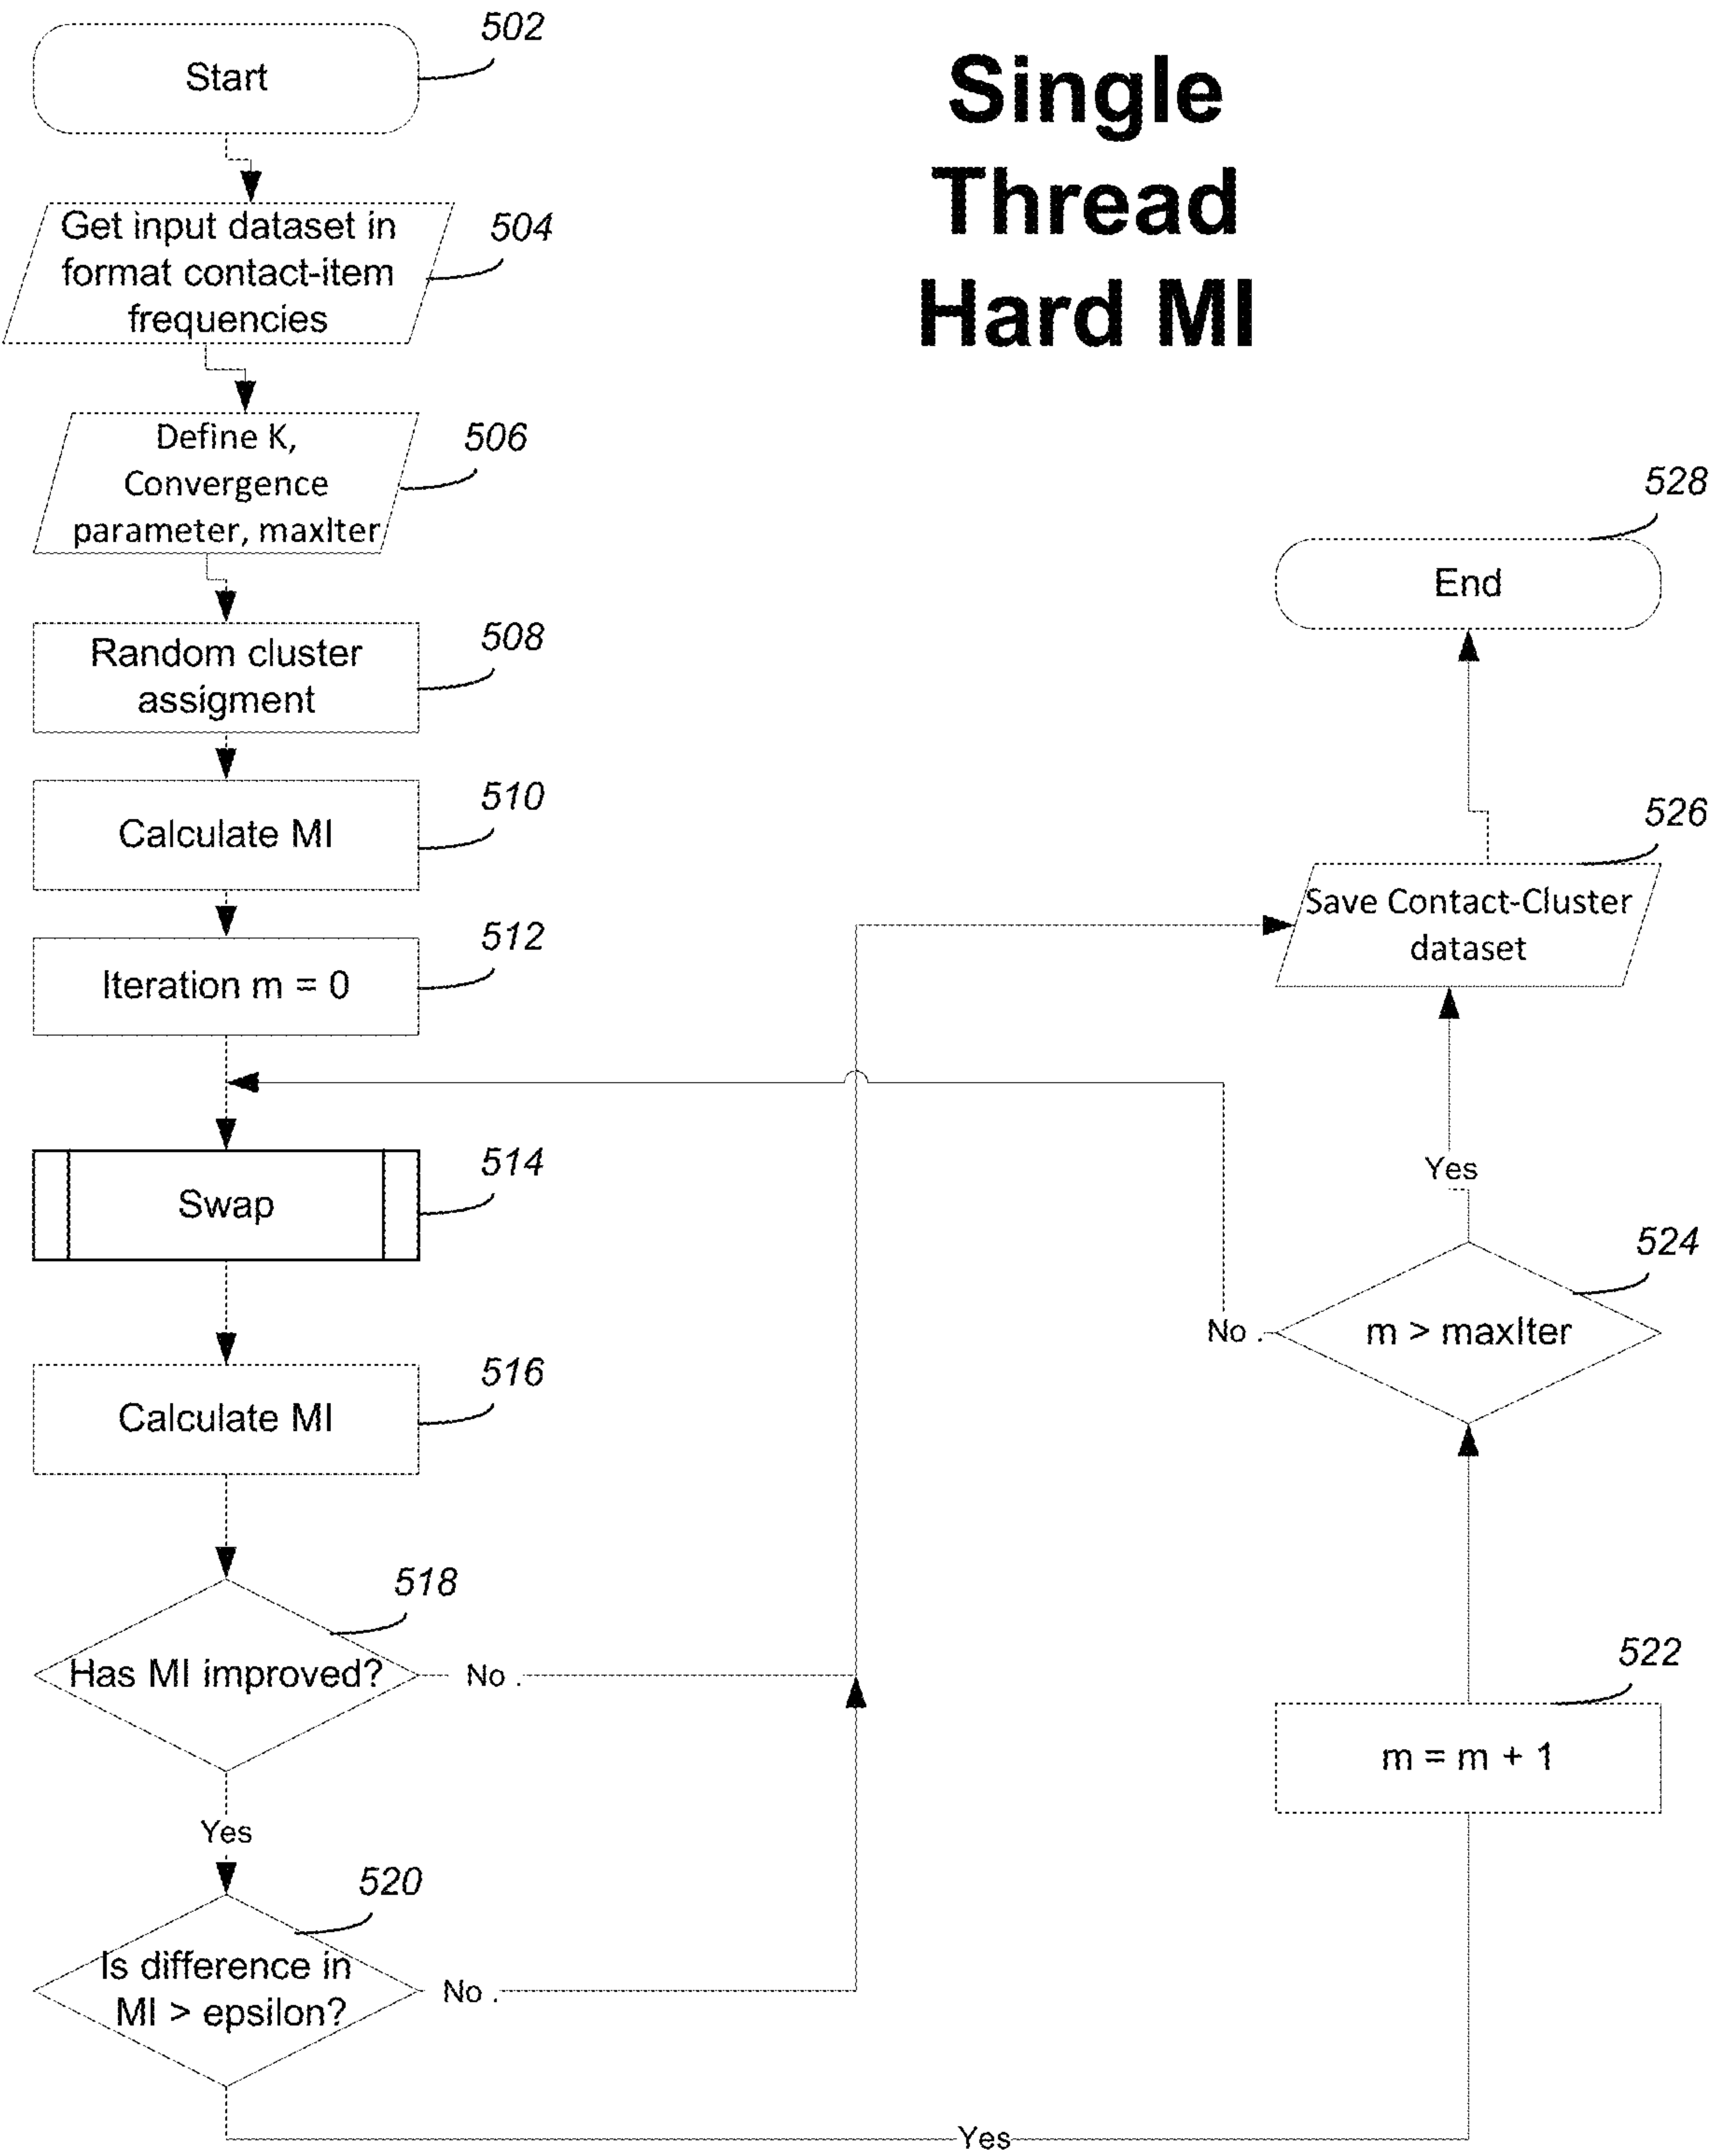 Single
Thread
Hard MI
502
Start
504
Get input dataset in
format contact-item
frequencies
506
Define K,
Convergence
parameter, maxIter
508
Random cluster
assigment
510
Calculate MI
512
Iteration m = 0
514
Swap
516
Calculate MI
518
Has MI improved?
No .
Yes
520
Is difference in
MI > epsilon?
No .
Yes
522
m = m + 1
524
m > maxIter
No .
Yes
526
Save Contact-Cluster
dataset
528
End